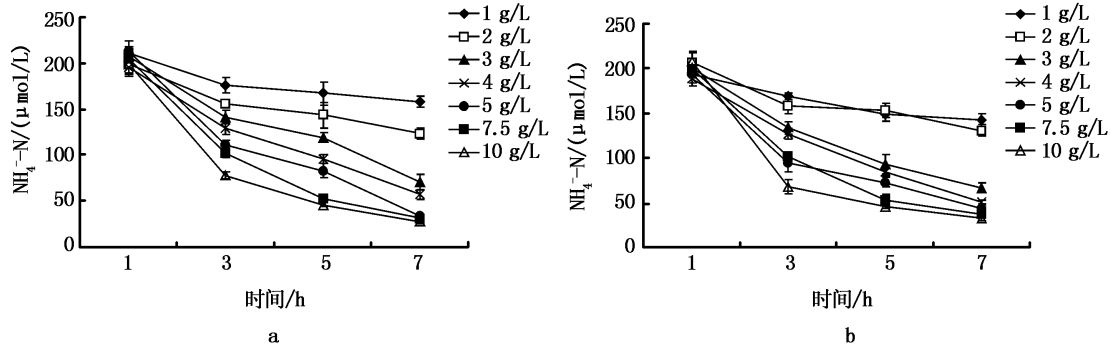 NH₄⁻-N/(μmol/L)
250
200
150
100
50
0
1 3 5 7
时间/h
1 g/L
2 g/L
3 g/L
4 g/L
5 g/L
7.5 g/L
10 g/L
a
NH₄⁻-N/(μmol/L)
250
200
150
100
50
0
1 3 5 7
时间/h
1 g/L
2 g/L
3 g/L
4 g/L
5 g/L
7.5 g/L
10 g/L
b